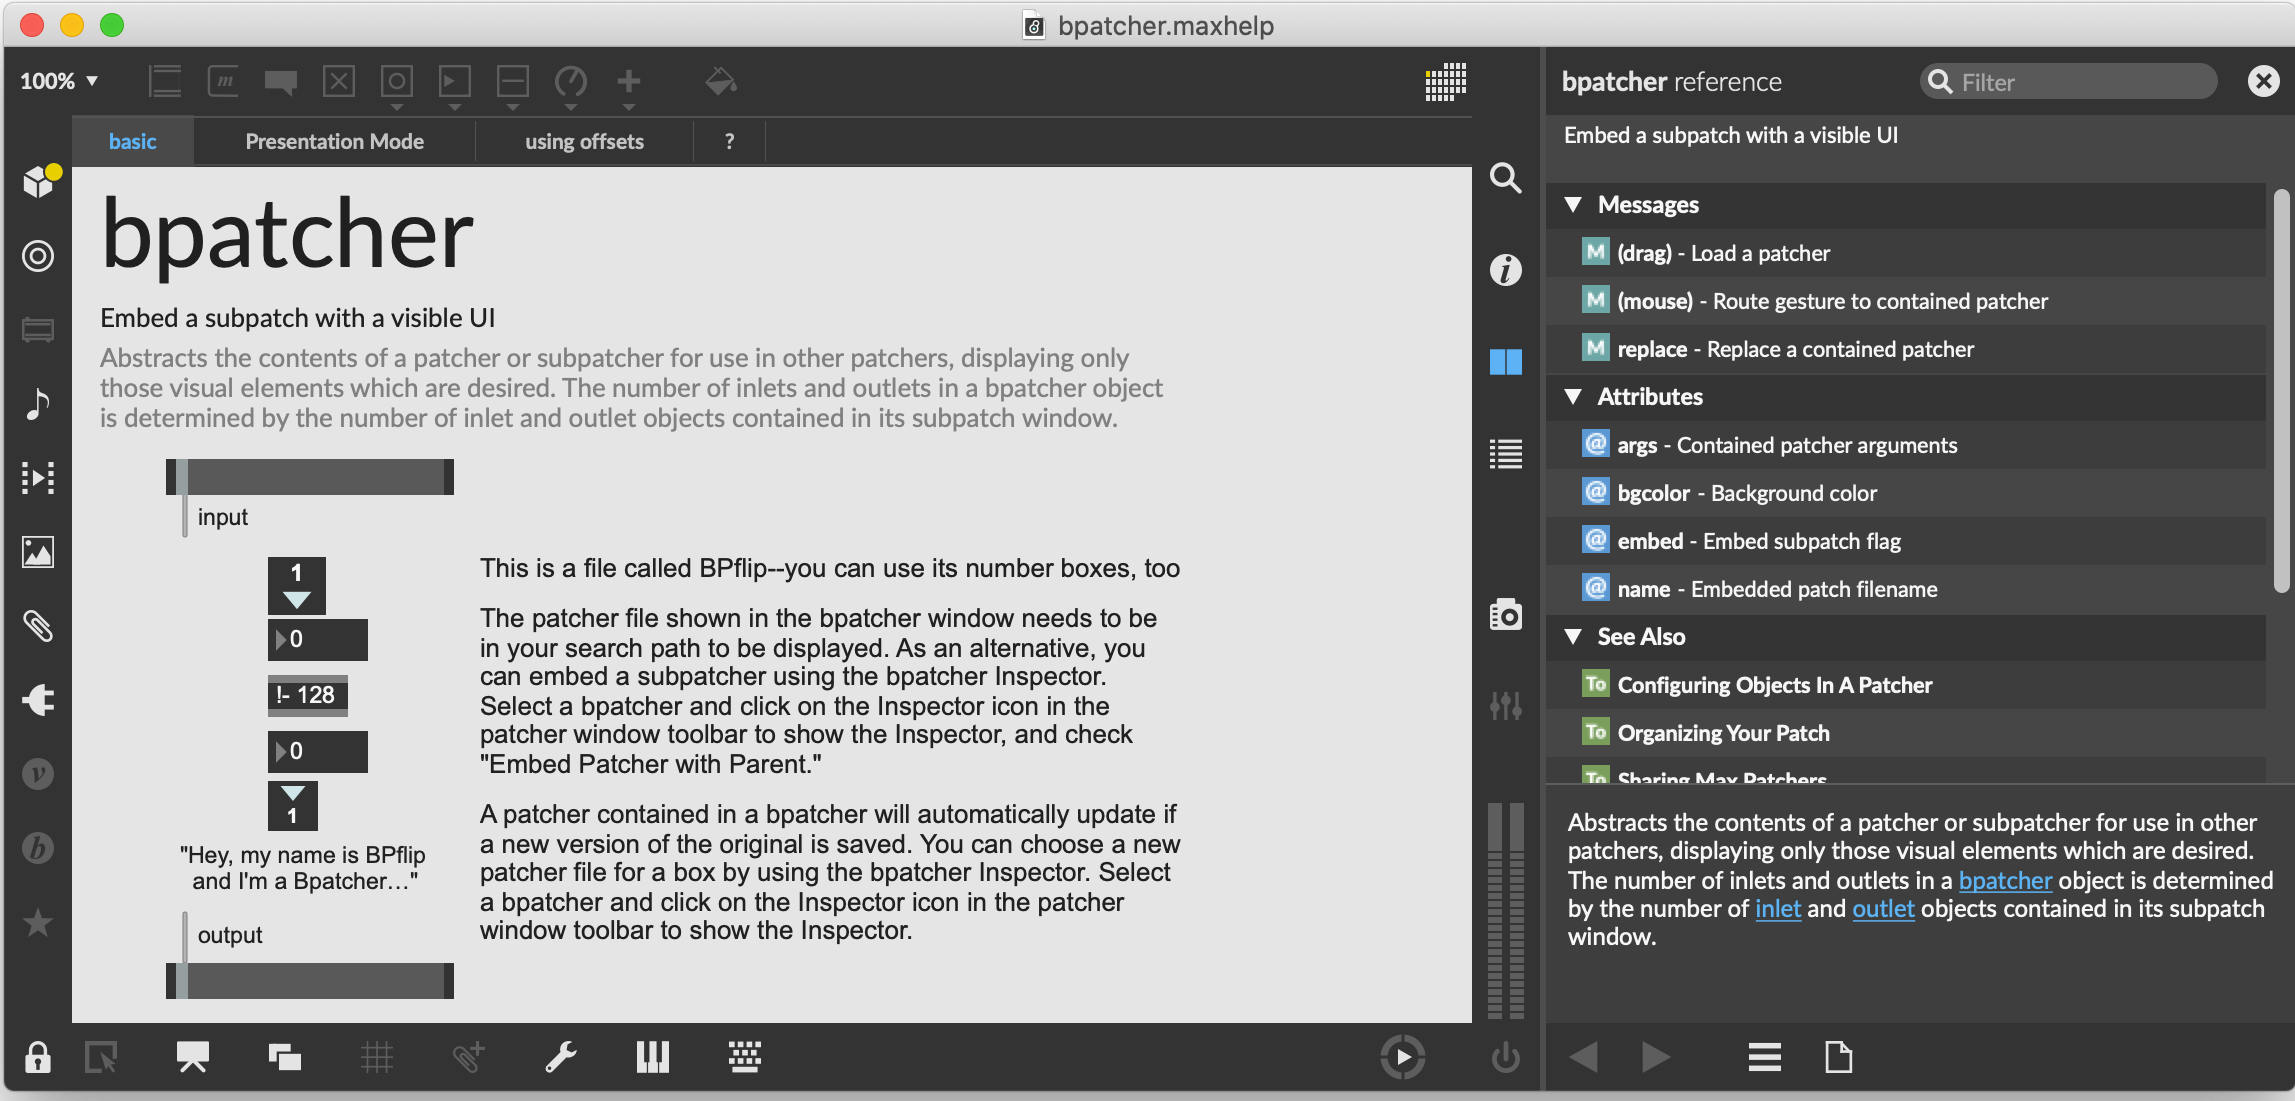 bpatcher.maxhelp
100%
basic
Presentation Mode
using offsets
?
bpatcher
Embed a subpatch with a visible UI
Abstracts the contents of a patcher or subpatcher for use in other patchers, displaying only
those visual elements which are desired. The number of inlets and outlets in a bpatcher object
is determined by the number of inlet and outlet objects contained in its subpatch window.
input
1
0
!- 128
0
1
"Hey, my name is BPflip
and I'm a Bpatcher…"
output
This is a file called BPflip--you can use its number boxes, too
The patcher file shown in the bpatcher window needs to be
in your search path to be displayed. As an alternative, you
can embed a subpatcher using the bpatcher Inspector.
Select a bpatcher and click on the Inspector icon in the
patcher window toolbar to show the Inspector, and check
"Embed Patcher with Parent."
A patcher contained in a bpatcher will automatically update if
a new version of the original is saved. You can choose a new
patcher file for a box by using the bpatcher Inspector. Select
a bpatcher and click on the Inspector icon in the patcher
window toolbar to show the Inspector.
bpatcher reference
Filter
Embed a subpatch with a visible UI
Messages
M (drag) - Load a patcher
M (mouse) - Route gesture to contained patcher
M replace - Replace a contained patcher
Attributes
@ args - Contained patcher arguments
@ bgcolor - Background color
@ embed - Embed subpatch flag
@ name - Embedded patch filename
See Also
To Configuring Objects In A Patcher
To Organizing Your Patch
To Sharing Max Patchers
Abstracts the contents of a patcher or subpatcher for use in other
patchers, displaying only those visual elements which are desired.
The number of inlets and outlets in a bpatcher object is determined
by the number of inlet and outlet objects contained in its subpatch
window.